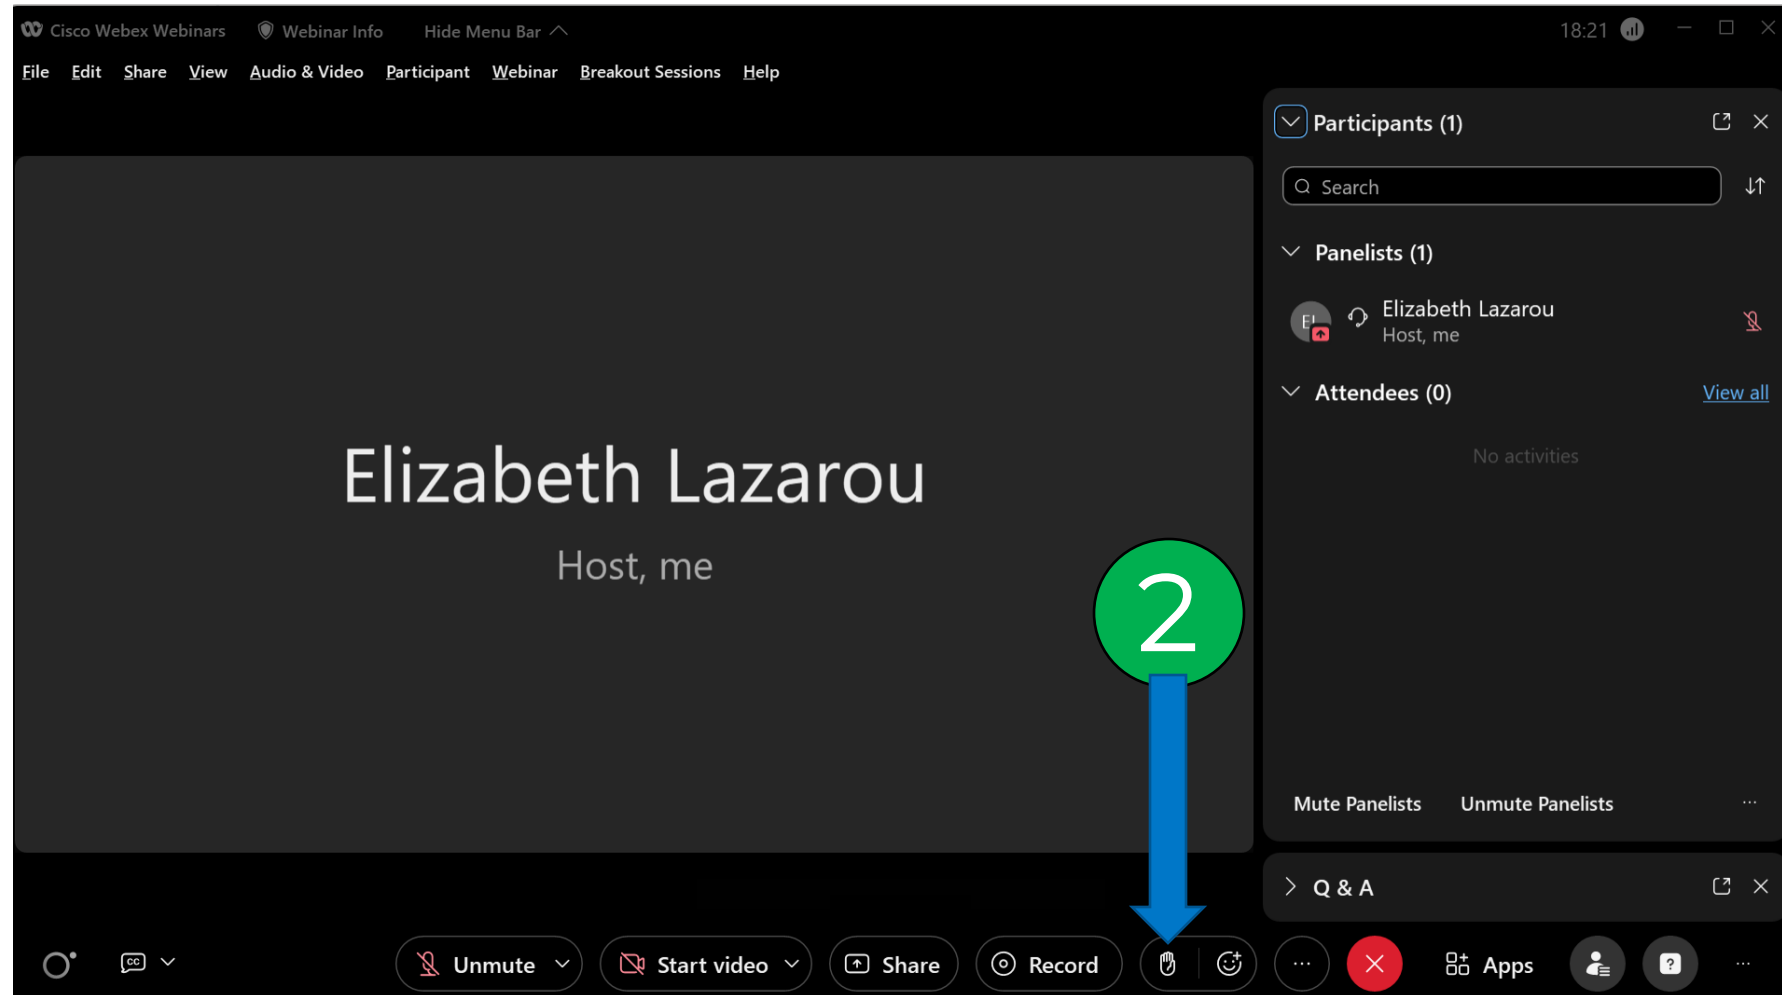 Cisco Webex Webinars Webinar Info Hide Menu Bar 18:21
File Edit Share View Audio & Video Participant Webinar Breakout Sessions Help
Participants (1)
Search
Panelists (1)
EL Elizabeth Lazarou
Host, me
Attendees (0) View all
No activities
Elizabeth Lazarou
Host, me
2
Mute Panelists Unmute Panelists
Q & A
CC Unmute Start video Share Record Apps ?